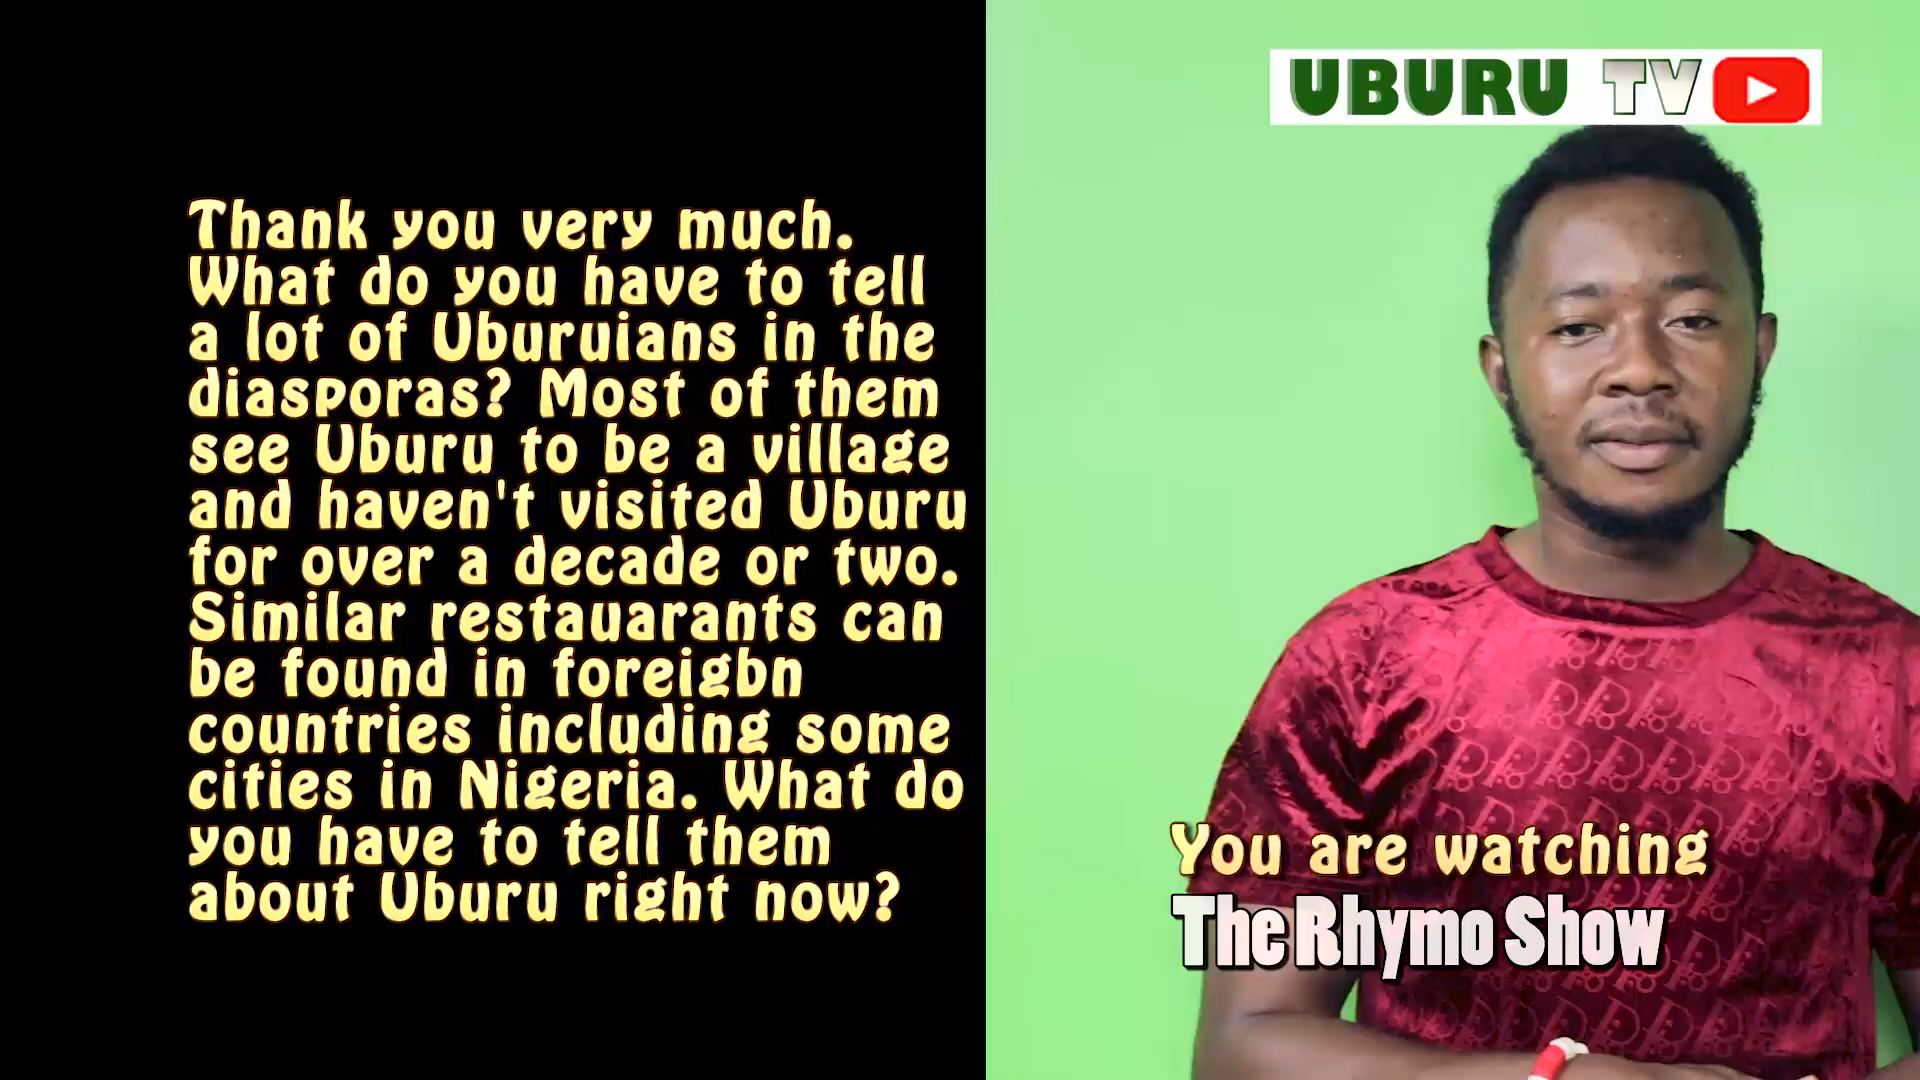 Thank you very much.
What do you have to tell
a lot of Uburuians in the
diasporas? Most of them
see Uburu to be a village
and haven't visited Uburu
for over a decade or two.
Similar restauarants can
be found in foreigbn
countries including some
cities in Nigeria. What do
you have to tell them
about Uburu right now?
UBURU TV
You are watching
The Rhymo Show